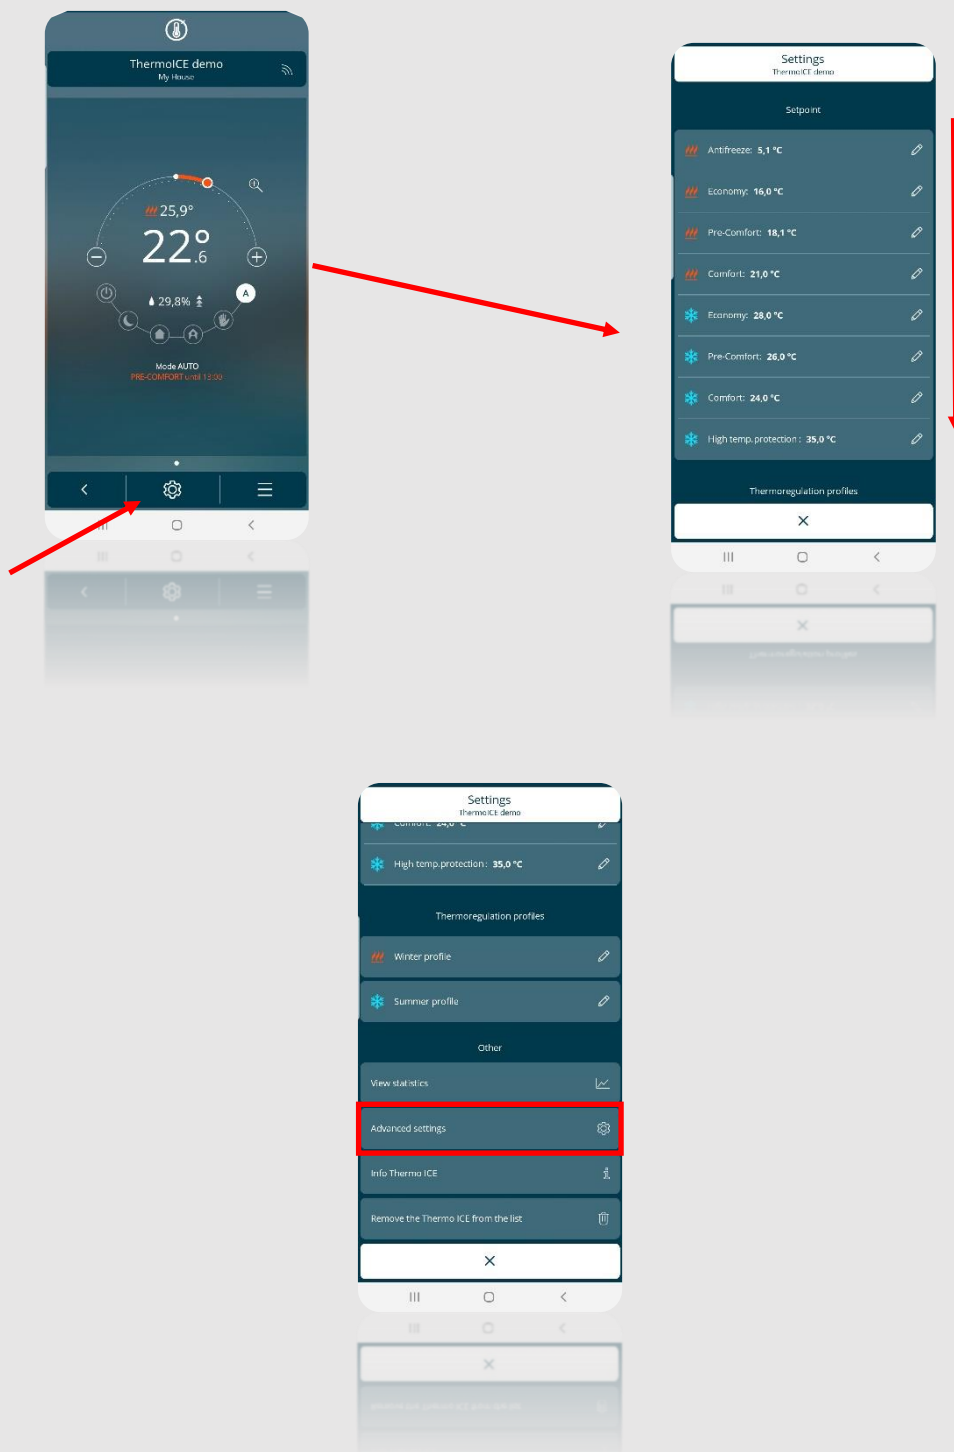 ThermoICE demo
My House
25,9°
22°.6
29,8%
A
Mode AUTO
PRE-COMFORT until 13:00
Settings
ThermoICE demo
Setpoint
Antifreeze: 5,1 °C
Economy: 16,0 °C
Pre-Comfort: 18,1 °C
Comfort: 21,0 °C
Economy: 28,0 °C
Pre-Comfort: 26,0 °C
Comfort: 24,0 °C
High temp.protection : 35,0 °C
Thermoregulation profiles
Settings
ThermoICE demo
Comfort: 24,0 °C
High temp.protection : 35,0 °C
Thermoregulation profiles
Winter profile
Summer profile
Other
View statistics
Advanced settings
Info Thermo ICE
Remove the Thermo ICE from the list